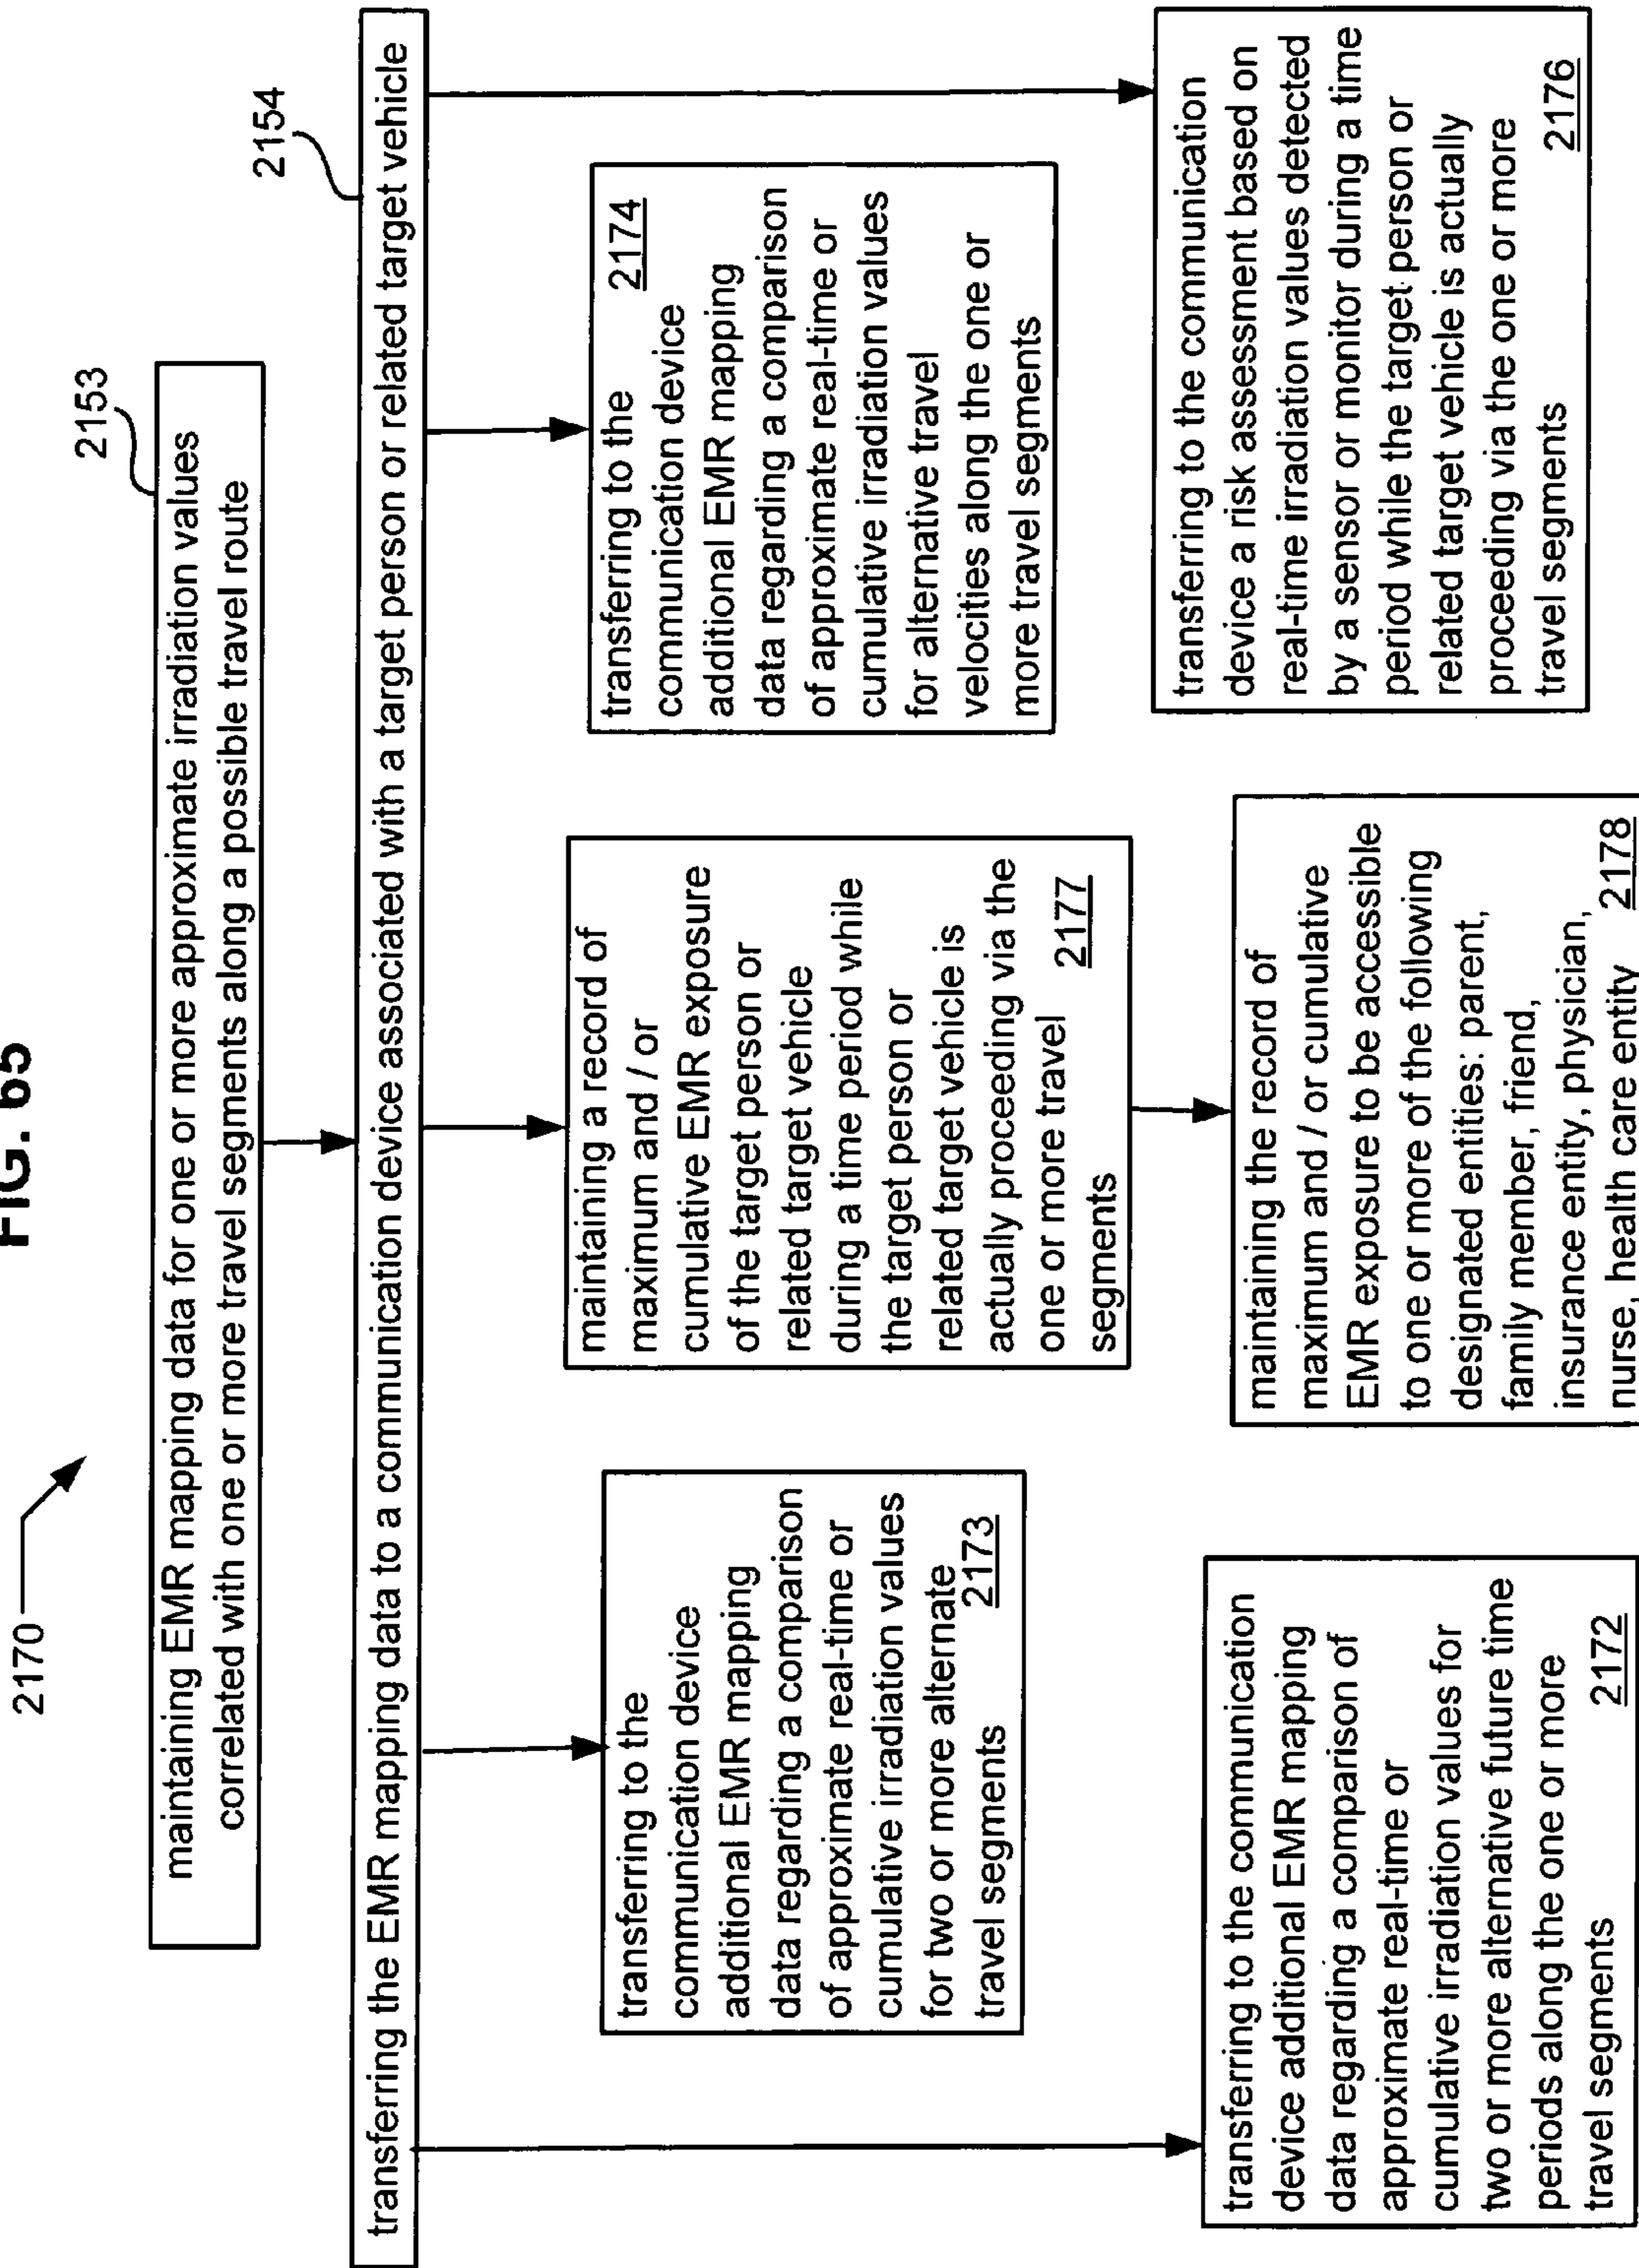 FIG. 65
2170
2153
maintaining EMR mapping data for one or more approximate irradiation values
correlated with one or more travel segments along a possible travel route
2154
transferring the EMR mapping data to a communication device associated with a target person or related target vehicle
transferring to the
communication device
additional EMR mapping
data regarding a comparison
of approximate real-time or
cumulative irradiation values
for two or more alternate
travel segments
2173
maintaining a record of
maximum and / or
cumulative EMR exposure
of the target person or
related target vehicle
during a time period while
the target person or
related target vehicle is
actually proceeding via the
one or more travel
segments
2177
transferring to the
communication device
2174
additional EMR mapping
data regarding a comparison
of approximate real-time or
cumulative irradiation values
for alternative travel
velocities along the one or
more travel segments
transferring to the communication
device additional EMR mapping
data regarding a comparison of
approximate real-time or
cumulative irradiation values for
two or more alternative future time
periods along the one or more
travel segments
2172
maintaining the record of
maximum and / or cumulative
EMR exposure to be accessible
to one or more of the following
designated entities: parent,
family member, friend,
insurance entity, physician,
nurse, health care entity
2178
transferring to the communication
device a risk assessment based on
real-time irradiation values detected
by a sensor or monitor during a time
period while the target person or
related target vehicle is actually
proceeding via the one or more
travel segments
2176